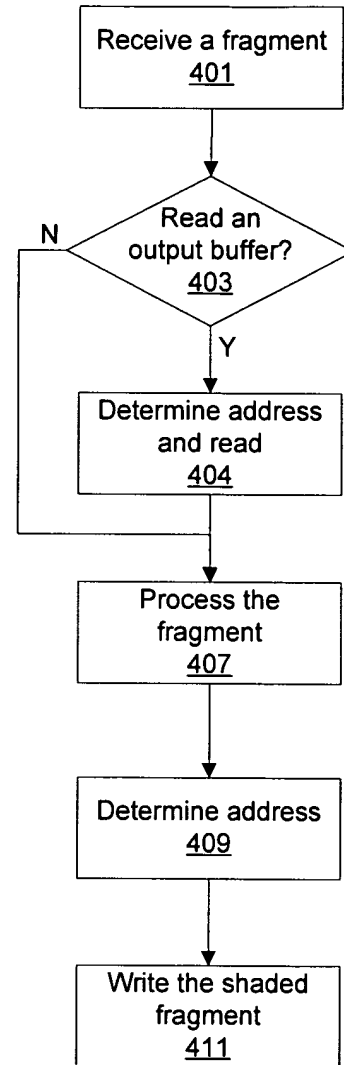 Receive a fragment
401
N
Read an
output buffer?
403
Y
Determine address
and read
404
Process the
fragment
407
Determine address
409
Write the shaded
fragment
411